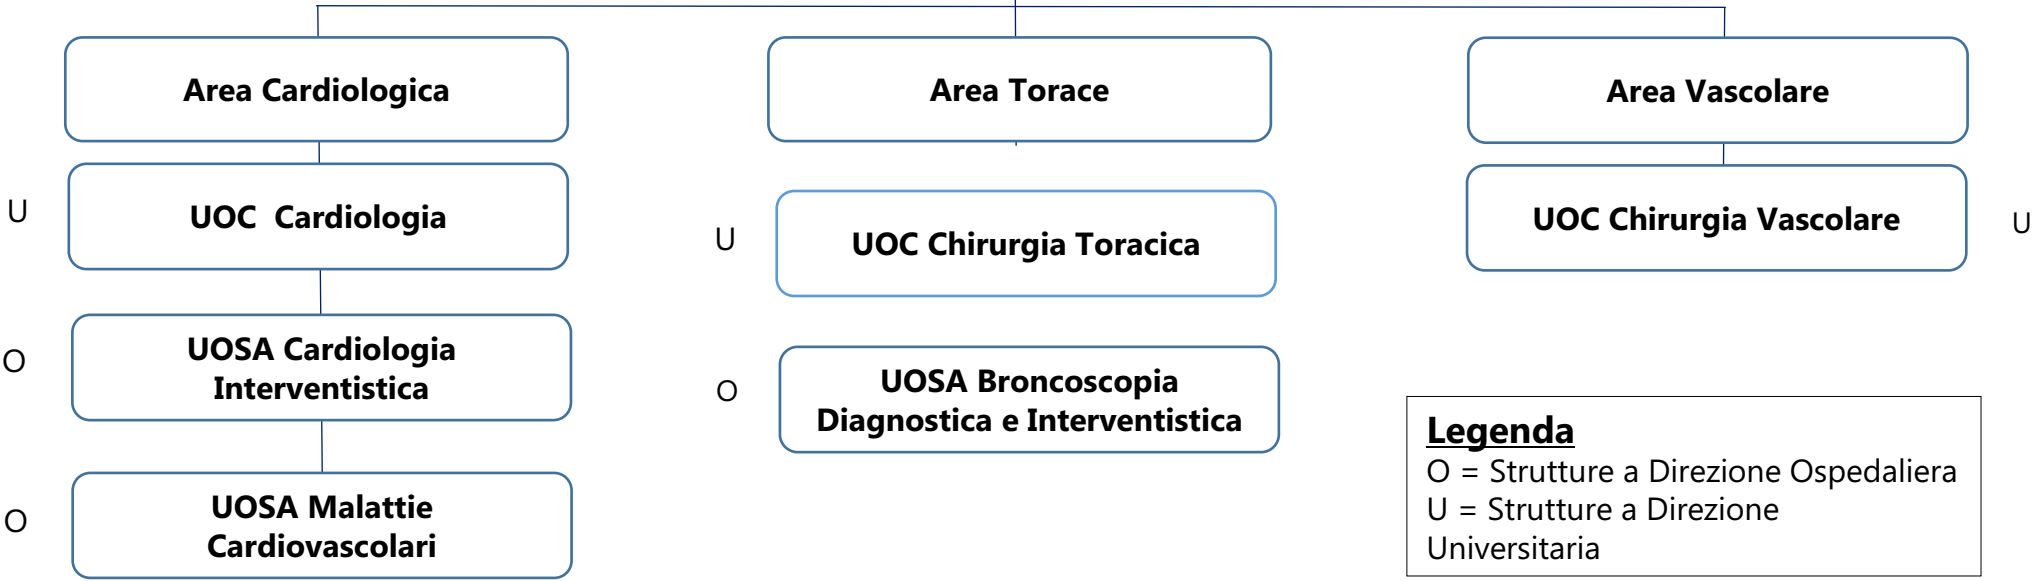 Area Cardiologica
Area Torace
Area Vascolare
U
UOC Cardiologia
U
UOC Chirurgia Toracica
UOC Chirurgia Vascolare
U
O
UOSA Cardiologia
Interventistica
O
UOSA Broncoscopia
Diagnostica e Interventistica
O
UOSA Malattie
Cardiovascolari
Legenda
O = Strutture a Direzione Ospedaliera
U = Strutture a Direzione
Universitaria